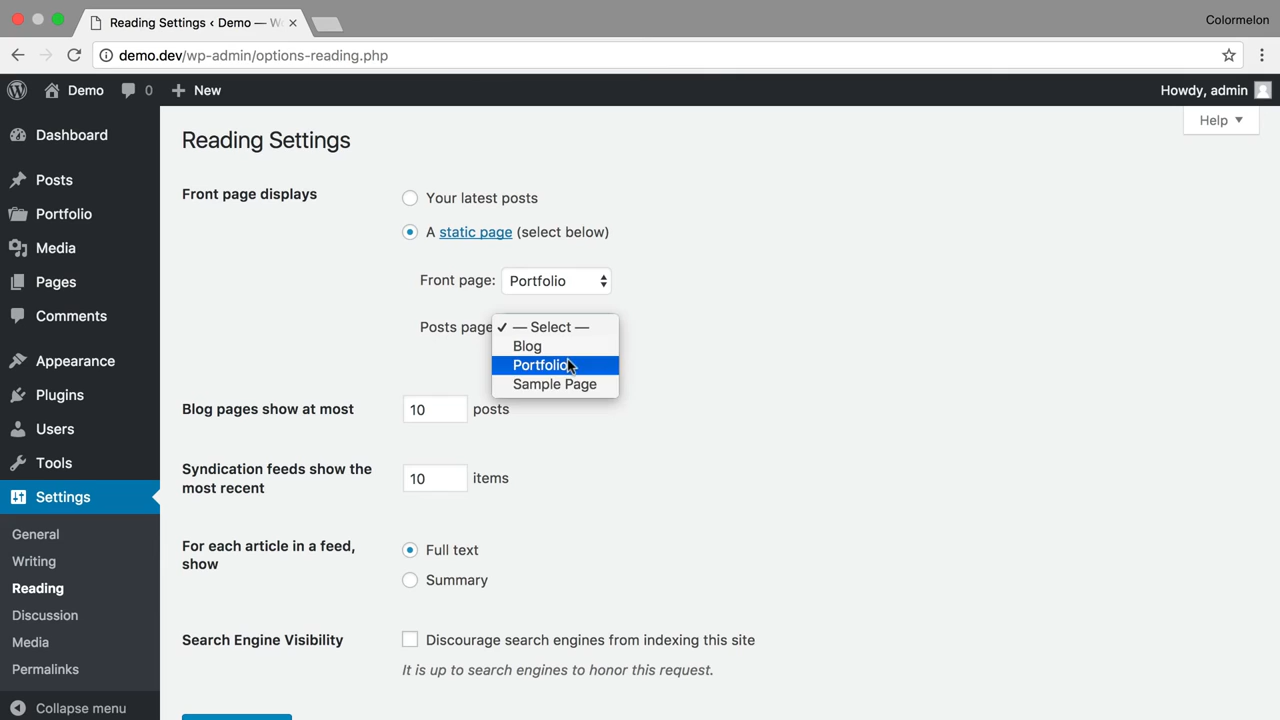 Reading Settings ‹ Demo — W
Colormelon
demo.dev/wp-admin/options-reading.php
Demo
0
New
Howdy, admin
Help
Dashboard
Posts
Portfolio
Media
Pages
Comments
Appearance
Plugins
Users
Tools
Settings
General
Writing
Reading
Discussion
Media
Permalinks
Collapse menu
Reading Settings
Front page displays
Your latest posts
A static page (select below)
Front page: Portfolio
Posts page
— Select —
Blog
Portfolio
Sample Page
Blog pages show at most
10 posts
Syndication feeds show the
most recent
10 items
For each article in a feed,
show
Full text
Summary
Search Engine Visibility
Discourage search engines from indexing this site
It is up to search engines to honor this request.